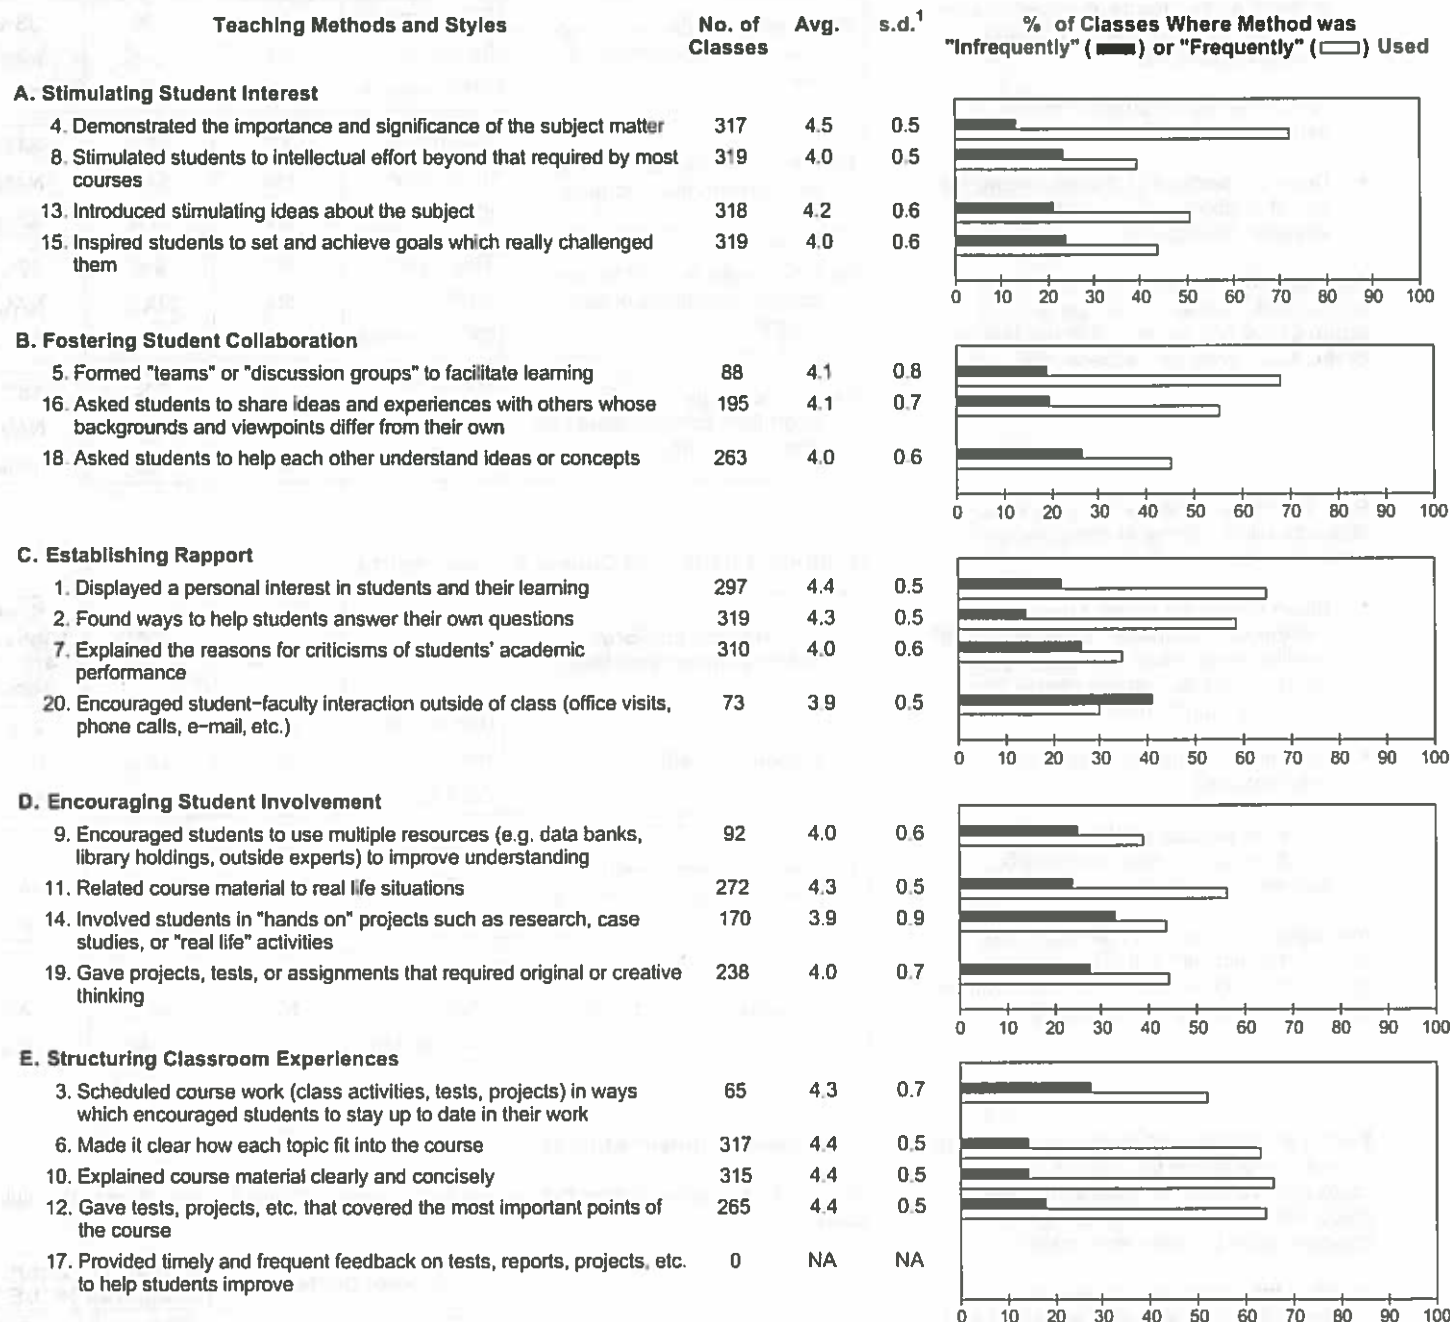 Teaching Methods and Styles No. of Avg. s.d.1 % of Classes Where Method was
Classes "Infrequently" ( ) or "Frequently" ( ) Used
A. Stimulating Student Interest
4. Demonstrated the importance and significance of the subject matter 317 4.5 0.5
8. Stimulated students to intellectual effort beyond that required by most 319 4.0 0.5
courses
13. Introduced stimulating ideas about the subject 318 4.2 0.6
15. Inspired students to set and achieve goals which really challenged 319 4.0 0.6
them
0 10 20 30 40 50 60 70 80 90 100
B. Fostering Student Collaboration
5. Formed "teams" or "discussion groups" to facilitate learning 88 4.1 0.8
16. Asked students to share ideas and experiences with others whose 195 4.1 0.7
backgrounds and viewpoints differ from their own
18. Asked students to help each other understand ideas or concepts 263 4.0 0.6
0 10 20 30 40 50 60 70 80 90 100
C. Establishing Rapport
1. Displayed a personal interest in students and their learning 297 4.4 0.5
2. Found ways to help students answer their own questions 319 4.3 0.5
7. Explained the reasons for criticisms of students' academic 310 4.0 0.6
performance
20. Encouraged student-faculty interaction outside of class (office visits, 73 3.9 0.5
phone calls, e-mail, etc.)
0 10 20 30 40 50 60 70 80 90 100
D. Encouraging Student Involvement
9. Encouraged students to use multiple resources (e.g. data banks, 92 4.0 0.6
library holdings, outside experts) to improve understanding
11. Related course material to real life situations 272 4.3 0.5
14. Involved students in "hands on" projects such as research, case 170 3.9 0.9
studies, or "real life" activities
19. Gave projects, tests, or assignments that required original or creative 238 4.0 0.7
thinking
0 10 20 30 40 50 60 70 80 90 100
E. Structuring Classroom Experiences
3. Scheduled course work (class activities, tests, projects) in ways 65 4.3 0.7
which encouraged students to stay up to date in their work
6. Made it clear how each topic fit into the course 317 4.4 0.5
10. Explained course material clearly and concisely 315 4.4 0.5
12. Gave tests, projects, etc. that covered the most important points of 265 4.4 0.5
the course
17. Provided timely and frequent feedback on tests, reports, projects, etc. 0 NA NA
to help students improve
0 10 20 30 40 50 60 70 80 90 100